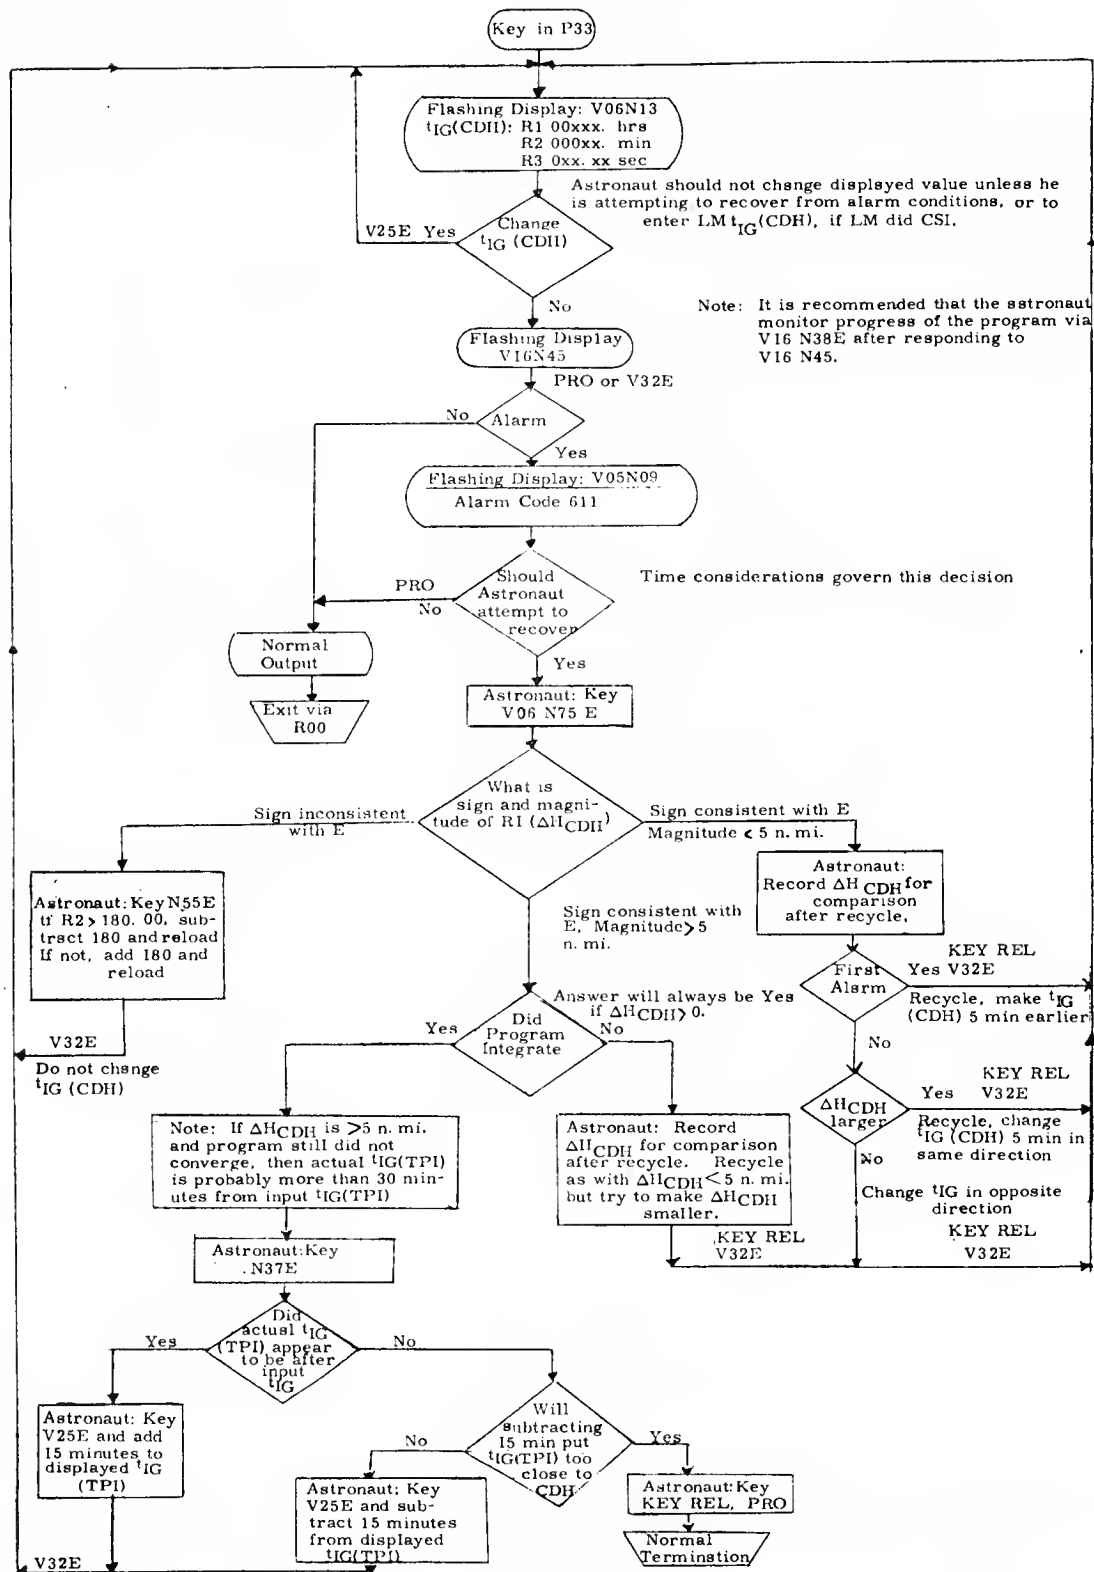 Key in P33
Flashing Display: V06N13
tIG(CDH): R1 00xxx. hrs
R2 000xx. min
R3 0xx. xx sec
Astronaut should not change displayed value unless he
is attempting to recover from alarm conditions, or to
enter LM tIG(CDH), if LM did CSI.
V25E Yes
Change
tIG (CDH)
No
Note: It is recommended that the astronaut
monitor progress of the program via
V16 N38E after responding to
V16 N45.
Flashing Display
V16N45
PRO or V32E
No
Alarm
Yes
Flashing Display: V05N09
Alarm Code 611
PRO
No
Should
Astronaut
attempt to
recover
Time considerations govern this decision
Normal
Output
Yes
Exit via
R00
Astronaut: Key
V06 N75 E
What is
sign and magni-
tude of R1 (ΔHCDH)
Sign inconsistent
with E
Sign consistent with E
Magnitude < 5 n. mi.
Astronaut: Key N55E
If R2 > 180. 00, sub-
tract 180 and reload
If not, add 180 and
reload
Astronaut:
Record ΔHCDH for
comparison
after recycle.
Sign consistent with
E, Magnitude > 5
n. mi.
First
Alarm
KEY REL
Yes V32E
Recycle, make tIG
(CDH) 5 min earlier
V32E
Do not change
tIG (CDH)
Answer will always be Yes
if ΔHCDH > 0.
Yes
Did
Program
Integrate
No
No
ΔHCDH
larger
KEY REL
Yes V32E
Recycle, change
tIG (CDH) 5 min in
same direction
No
Note: If ΔHCDH is >5 n. mi.
and program still did not
converge, then actual tIG(TPI)
is probably more than 30 min-
utes from input tIG(TPI)
Astronaut: Record
ΔHCDH for comparison
after recycle. Recycle
as with ΔHCDH < 5 n. mi.
but try to make ΔHCDH
smaller.
Change tIG in opposite
direction
KEY REL
V32E
KEY REL
V32E
Astronaut: Key
N37E
Did
actual tIG
(TPI) appear
to be after
input
tIG
Yes
No
Astronaut: Key
V25E and add
15 minutes to
displayed tIG
(TPI)
Will
subtracting
15 min put
tIG(TPI) too
close to
CDH
No
Yes
Astronaut: Key
V25E and sub-
tract 15 minutes
from displayed
tIG(TPI)
Astronaut: Key
KEY REL, PRO
Normal
Termination
V32E